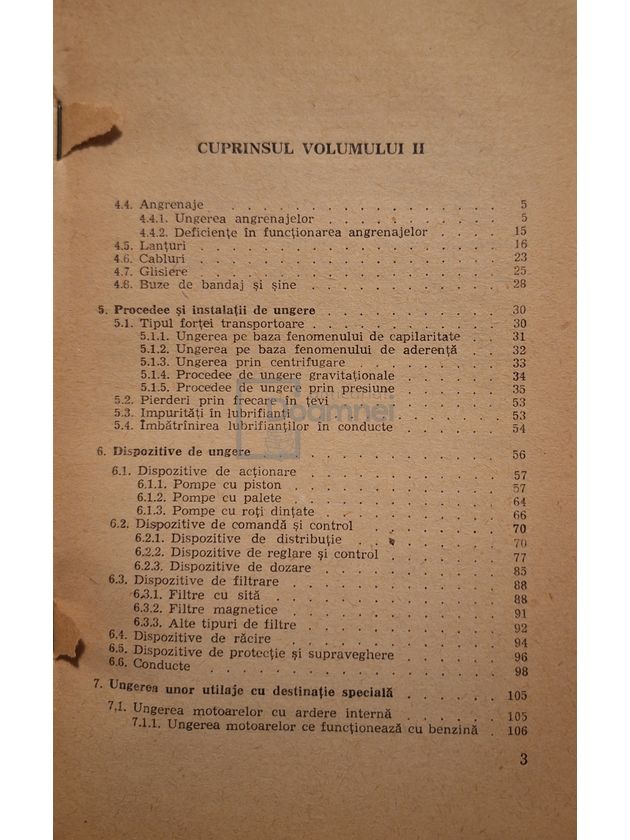 CUPRINSUL VOLUMULUI II
4.4. Angrenaje . . . . . . . . . . . . . . 5
4.4.1. Ungerea angrenajelor . . . . . . . . . 5
4.4.2. Deficiențe în funcționarea angrenajelor . . . . 15
4.5. Lanțuri . . . . . . . . . . . . . . . 16
4.6. Cabluri . . . . . . . . . . . . . . . 23
4.7. Glisiere . . . . . . . . . . . . . . . 25
4.8. Buze de bandaj și șine . . . . . . . . . . . 28
5. Procedee și instalații de ungere . . . . . . . . . 30
5.1. Tipul forței transportoare . . . . . . . . . . 30
5.1.1. Ungerea pe baza fenomenului de capilaritate . . 31
5.1.2. Ungerea pe baza fenomenului de aderență . . 32
5.1.3. Ungerea prin centrifugare . . . . . . . 33
5.1.4. Procedee de ungere gravitaționale . . . . . 34
5.1.5. Procedee de ungere prin presiune . . . . . 35
5.2. Pierderi prin frecare în țevi . . . . . . . . . 53
5.3. Impurități în lubrifianți . . . . . . . . . . 53
5.4. Îmbătrînirea lubrifianților în conducte . . . . . . 54
6. Dispozitive de ungere . . . . . . . . . . . . 56
6.1. Dispozitive de acționare . . . . . . . . . . 57
6.1.1. Pompe cu piston . . . . . . . . . . 57
6.1.2. Pompe cu palete . . . . . . . . . . 64
6.1.3. Pompe cu roți dințate . . . . . . . . 66
6.2. Dispozitive de comandă și control . . . . . . . 70
6.2.1. Dispozitive de distribuție . . . . . . . 70
6.2.2. Dispozitive de reglare și control . . . . . 77
6.2.3. Dispozitive de dozare . . . . . . . . 85
6.3. Dispozitive de filtrare . . . . . . . . . . . 88
6.3.1. Filtre cu sită . . . . . . . . . . . 88
6.3.2. Filtre magnetice . . . . . . . . . . 91
6.3.3. Alte tipuri de filtre . . . . . . . . . 92
6.4. Dispozitive de răcire . . . . . . . . . . . 94
6.5. Dispozitive de protecție și supraveghere . . . . . 96
6.6. Conducte . . . . . . . . . . . . . . 98
7. Ungerea unor utilaje cu destinație specială . . . . . . 105
7.1. Ungerea motoarelor cu ardere internă . . . . . . 105
7.1.1. Ungerea motoarelor ce funcționează cu benzină . 106
3